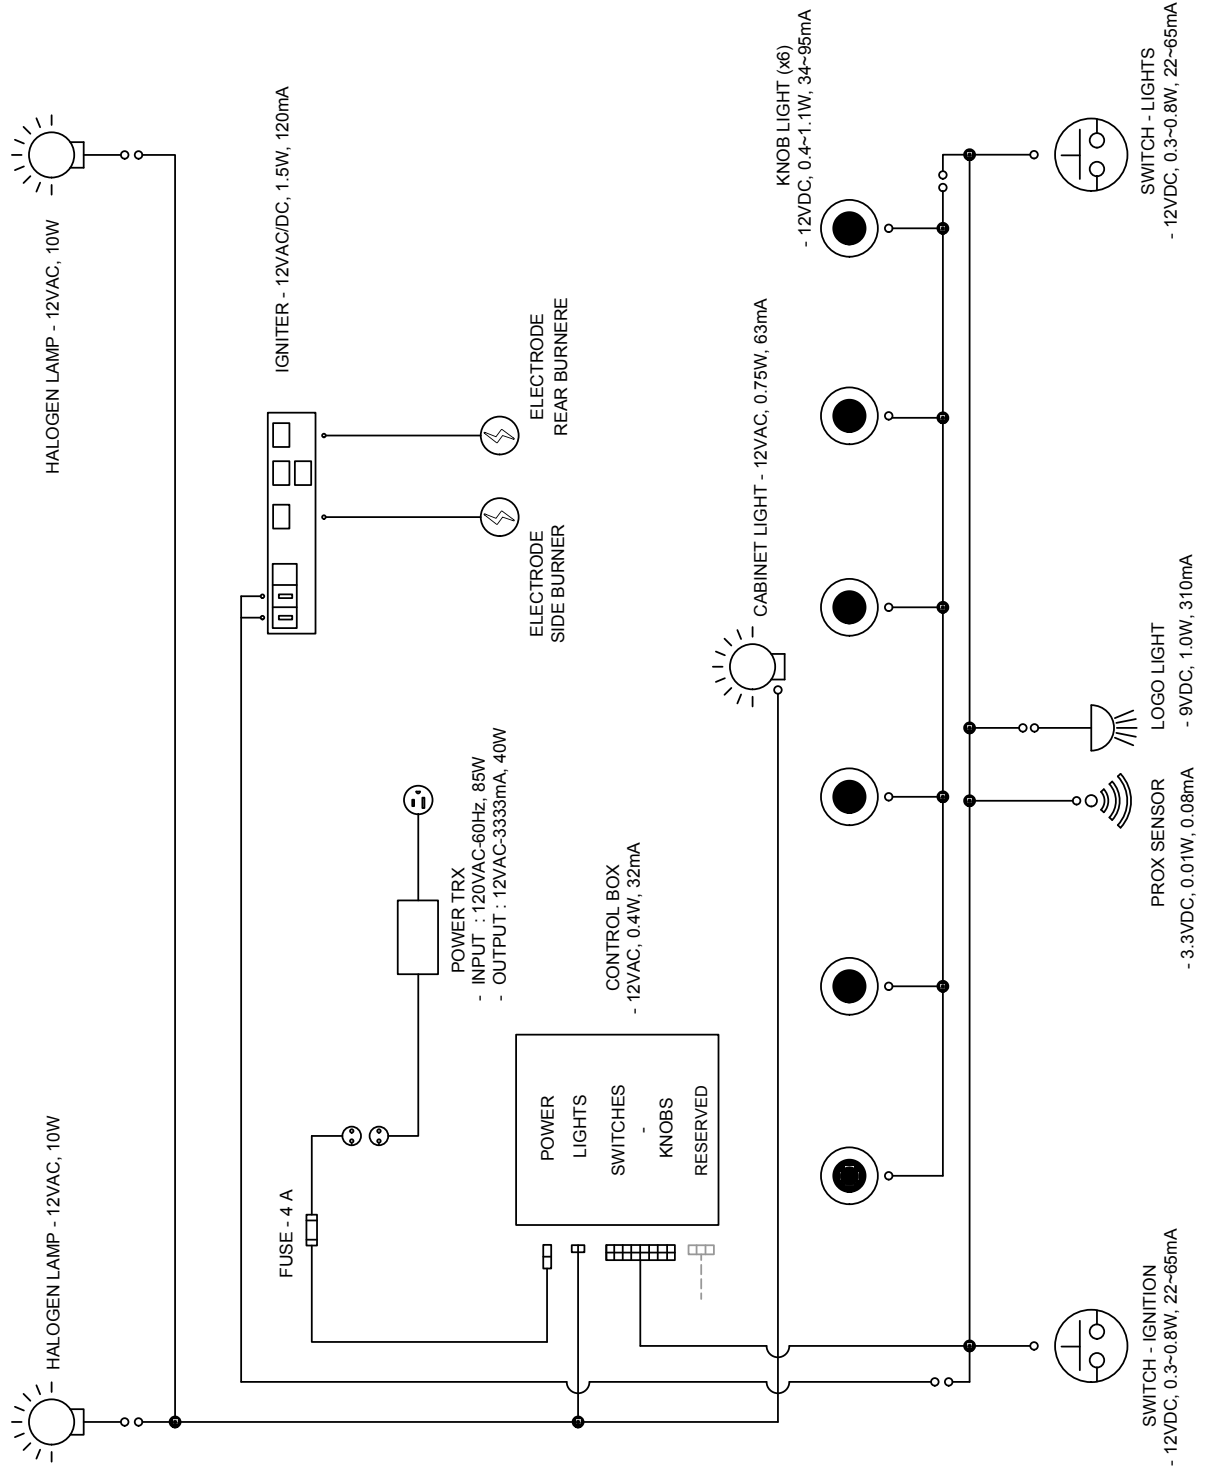 HALOGEN LAMP - 12VAC, 10W
HALOGEN LAMP - 12VAC, 10W
FUSE - 4 A
IGNITER - 12VAC/DC, 1.5W, 120mA
POWER TRX
- INPUT : 120VAC-60Hz, 85W
- OUTPUT : 12VAC-3333mA, 40W
ELECTRODE
SIDE BURNER
ELECTRODE
REAR BURNERE
CONTROL BOX
- 12VAC, 0.4W, 32mA
POWER
LIGHTS
SWITCHES
-
KNOBS
RESERVED
CABINET LIGHT - 12VAC, 0.75W, 63mA
KNOB LIGHT (x6)
- 12VDC, 0.4~1.1W, 34~95mA
SWITCH - IGNITION
- 12VDC, 0.3~0.8W, 22~65mA
PROX SENSOR
- 3.3VDC, 0.01W, 0.08mA
LOGO LIGHT
- 9VDC, 1.0W, 310mA
SWITCH - LIGHTS
- 12VDC, 0.3~0.8W, 22~65mA